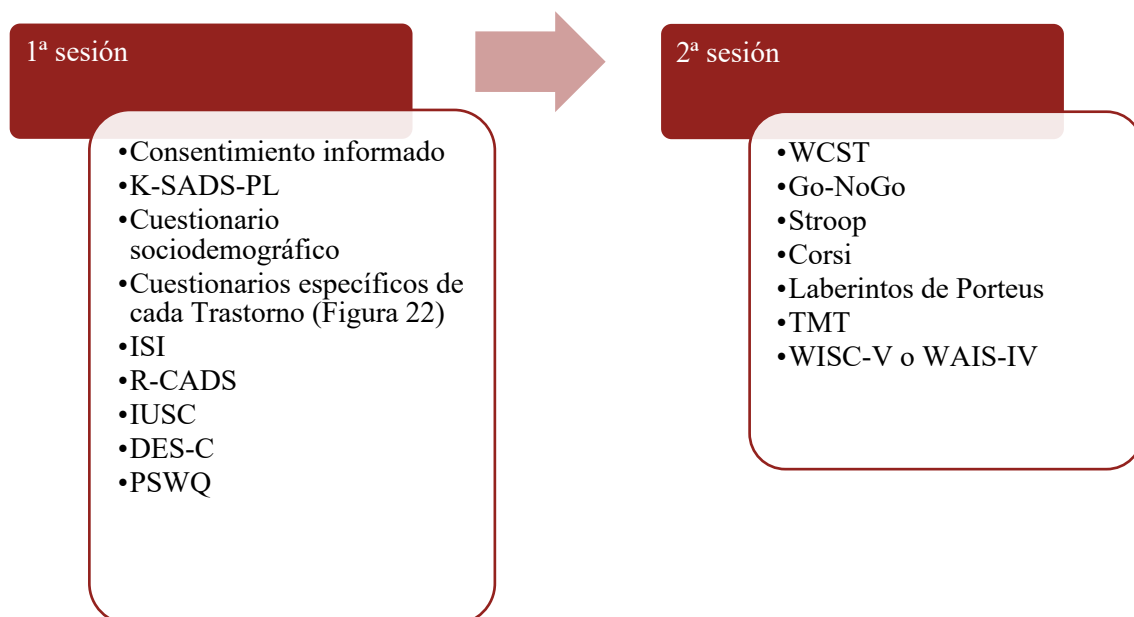 1ª sesión
•Consentimiento informado
•K-SADS-PL
•Cuestionario
sociodemográfico
•Cuestionarios específicos de
cada Trastorno (Figura 22)
•ISI
•R-CADS
•IUSC
•DES-C
•PSWQ
2ª sesión
•WCST
•Go-NoGo
•Stroop
•Corsi
•Laberintos de Porteus
•TMT
•WISC-V o WAIS-IV